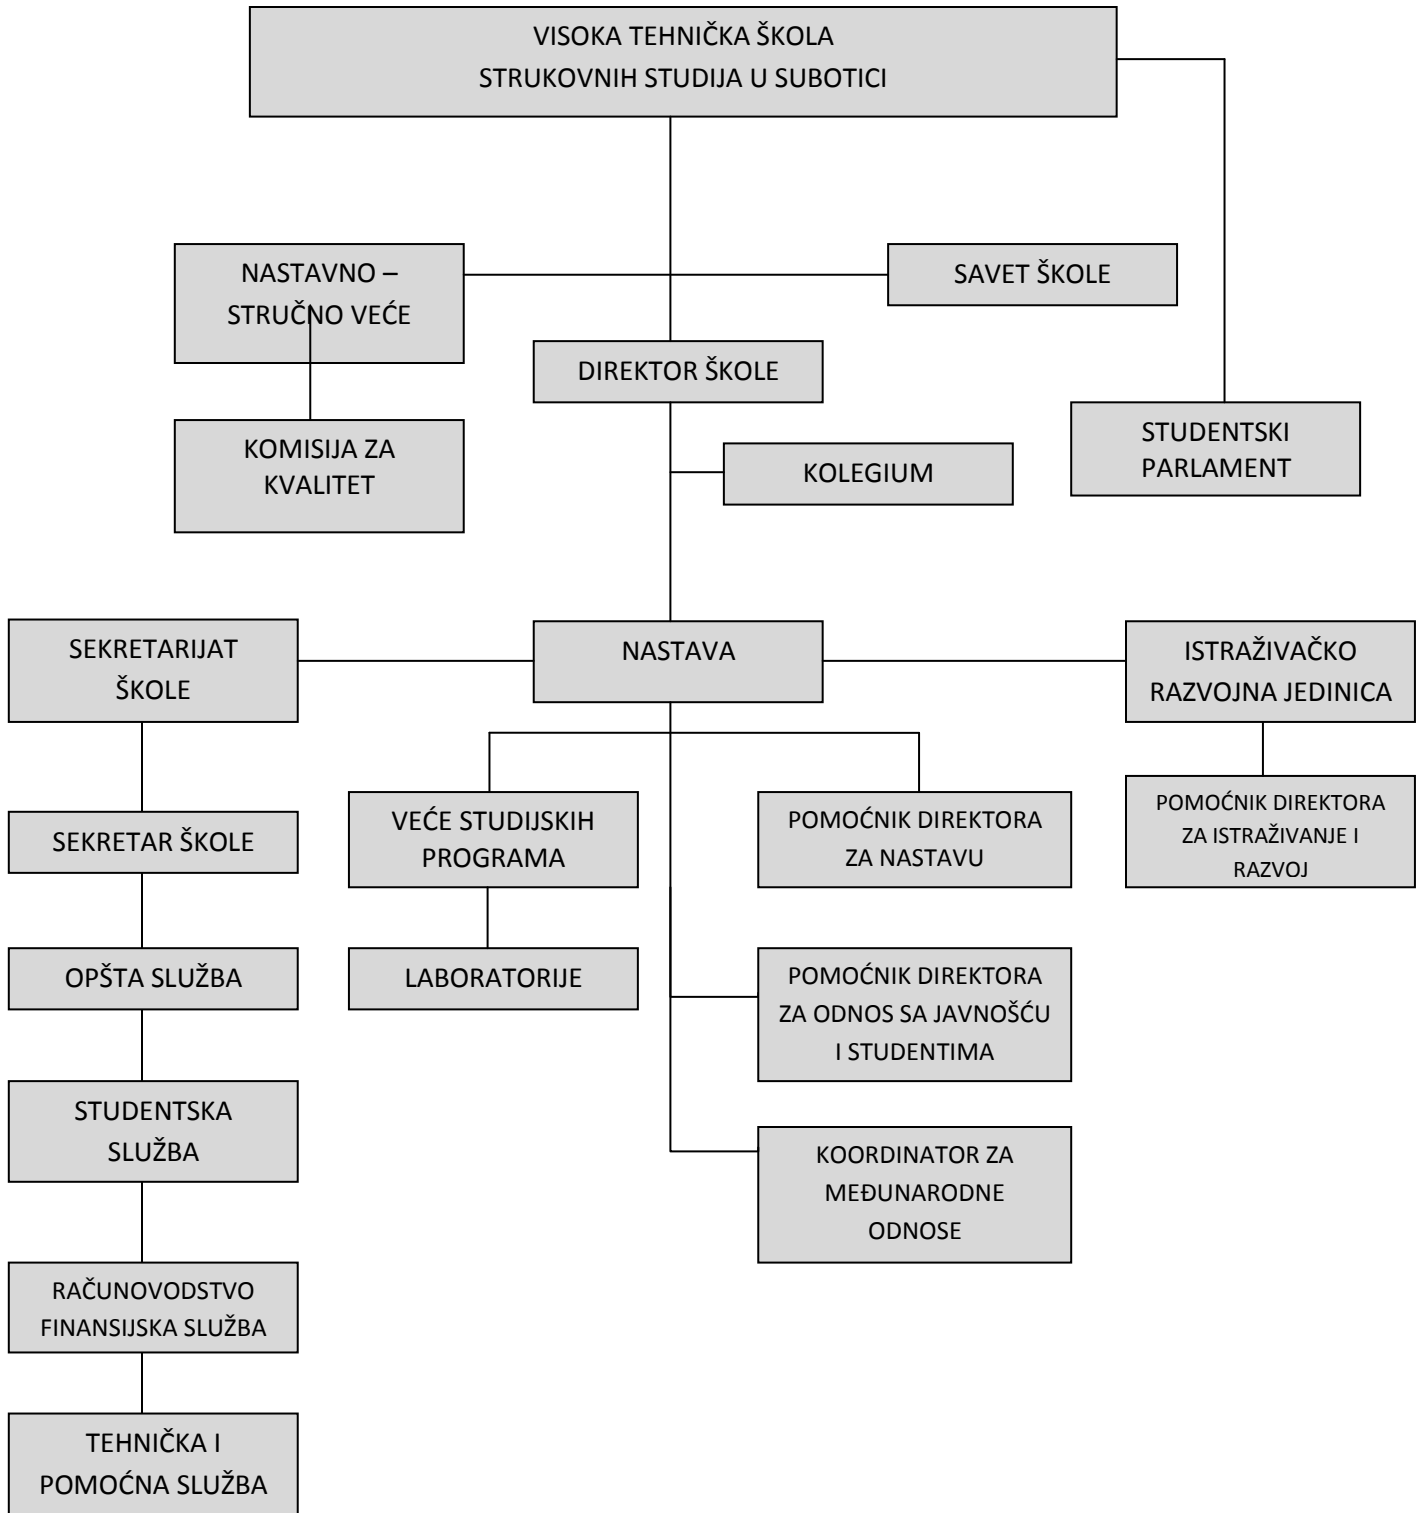 VISOKA TEHNIČKA ŠKOLA
STRUKOVNIH STUDIJA U SUBOTICI
NASTAVNO –
STRUČNO VEĆE
SAVET ŠKOLE
DIREKTOR ŠKOLE
KOMISIJA ZA
KVALITET
KOLEGIUM
STUDENTSKI
PARLAMENT
SEKRETARIJAT
ŠKOLE
NASTAVA
ISTRAŽIVAČKO
RAZVOJNA JEDINICA
SEKRETAR ŠKOLE
VEĆE STUDIJSKIH
PROGRAMA
POMOĆNIK DIREKTORA
ZA NASTAVU
POMOĆNIK DIREKTORA
ZA ISTRAŽIVANJE I
RAZVOJ
OPŠTA SLUŽBA
LABORATORIJE
POMOĆNIK DIREKTORA
ZA ODNOS SA JAVNOŠĆU
I STUDENTIMA
STUDENTSKA
SLUŽBA
KOORDINATOR ZA
MEĐUNARODNE
ODNOSE
RAČUNOVODSTVO
FINANSIJSKA SLUŽBA
TEHNIČKA I
POMOĆNA SLUŽBA